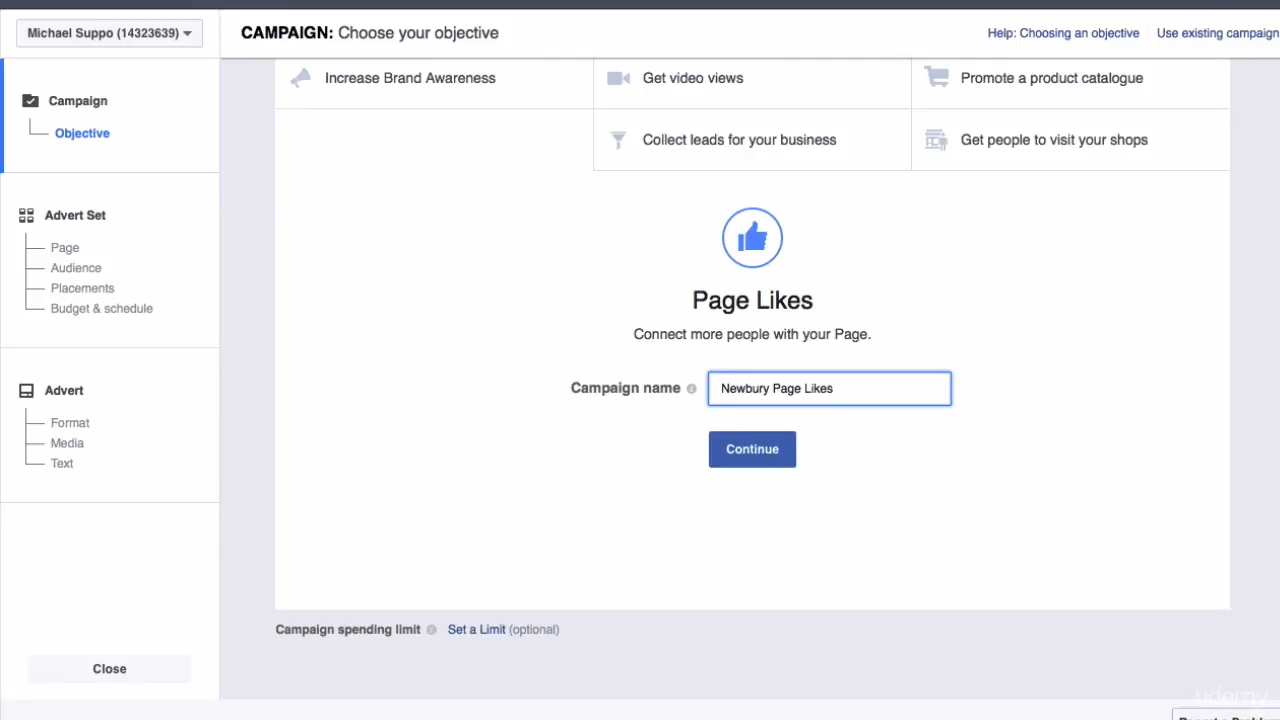 Michael Suppo (14323639)
CAMPAIGN: Choose your objective
Help: Choosing an objective
Use existing campaign
Campaign
Objective
Advert Set
Page
Audience
Placements
Budget & schedule
Advert
Format
Media
Text
Close
Increase Brand Awareness
Get video views
Promote a product catalogue
Collect leads for your business
Get people to visit your shops
Page Likes
Connect more people with your Page.
Campaign name
Newbury Page Likes
Continue
Campaign spending limit Set a Limit (optional)
udemy